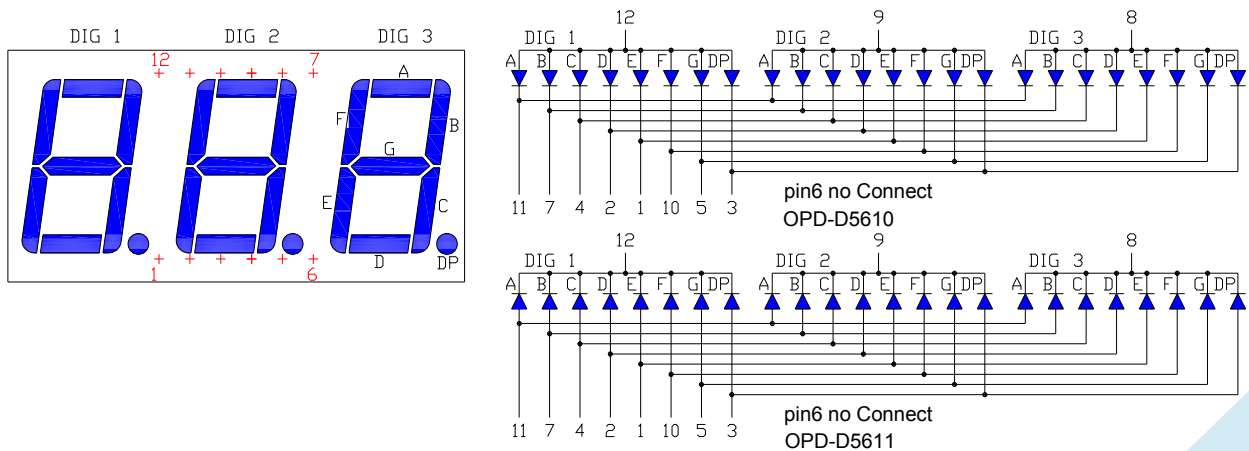 DIG 1 DIG 2 DIG 3
12 7
A
F B
G
E C
D DP
1 6
12 9 8
DIG 1 DIG 2 DIG 3
A B C D E F G DP A B C D E F G DP A B C D E F G DP
11 7 4 2 1 10 5 3
pin6 no Connect
OPD-D5610
12 9 8
DIG 1 DIG 2 DIG 3
A B C D E F G DP A B C D E F G DP A B C D E F G DP
11 7 4 2 1 10 5 3
pin6 no Connect
OPD-D5611